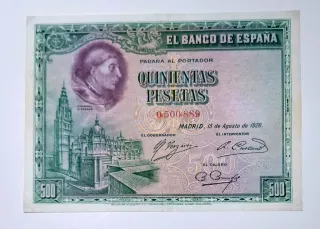 EL BANCO DE ESPAÑA
PAGARÁ AL PORTADOR
QUINIENTAS
PESETAS
0,500,889
MADRID, 15 de Agosto de 1928.
EL GOBERNADOR
EL INTERVENTOR
EL CAJERO
500
500